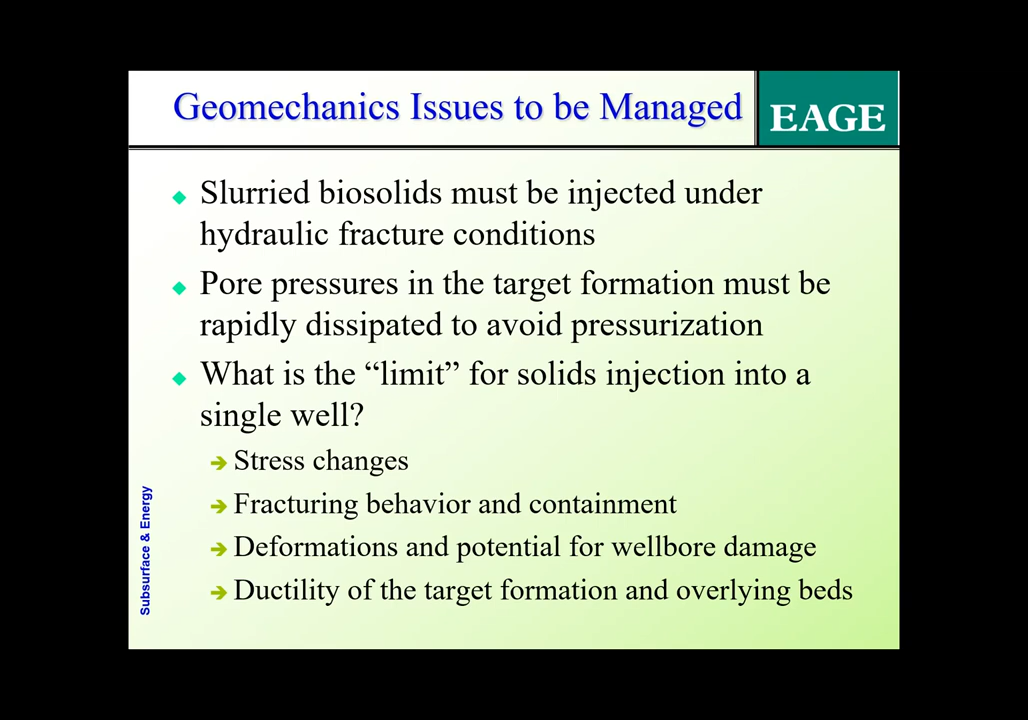 Geomechanics Issues to be Managed
EAGE
Slurried biosolids must be injected under
hydraulic fracture conditions
Pore pressures in the target formation must be
rapidly dissipated to avoid pressurization
What is the “limit” for solids injection into a
single well?
Stress changes
Fracturing behavior and containment
Deformations and potential for wellbore damage
Ductility of the target formation and overlying beds
Subsurface & Energy